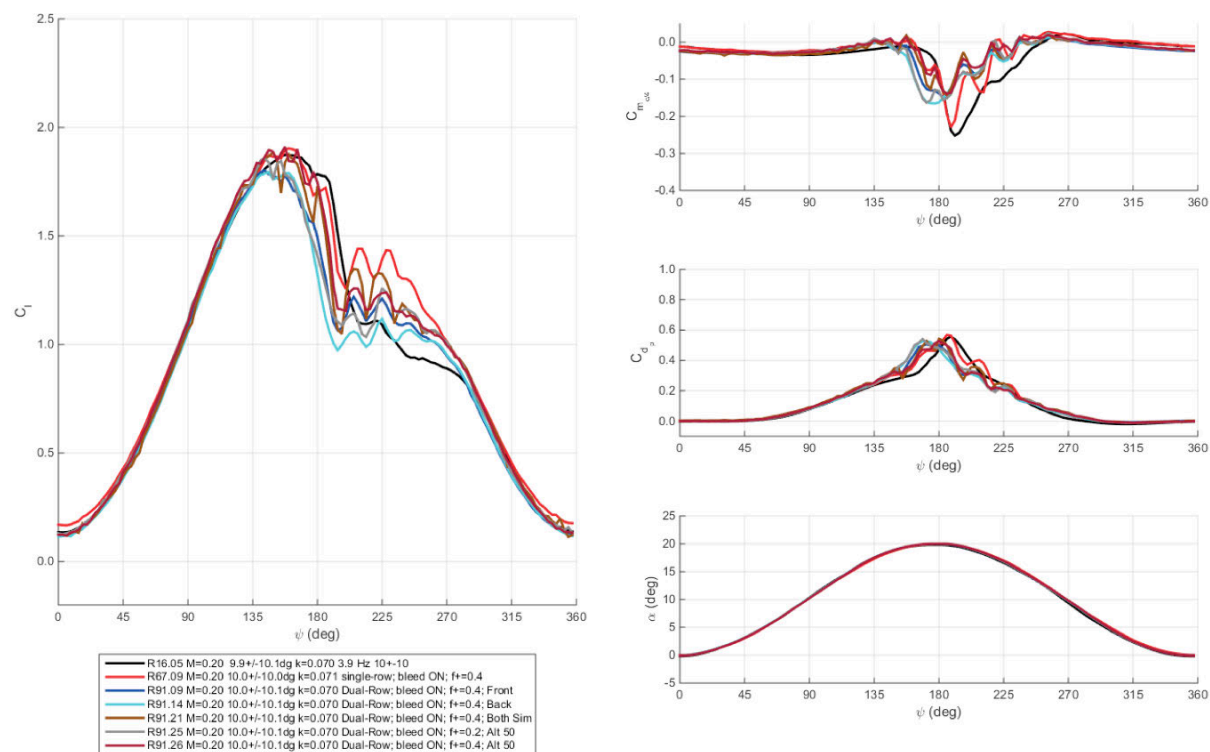 2.5
2.0
1.5
1.0
0.5
0.0
C_l
0 45 90 135 180 225 270 315 360
ψ (deg)
R16.05 M=0.20  9.9+/-10.1dg k=0.070 3.9 Hz 10+-10
R67.09 M=0.20 10.0+/-10.0dg k=0.071 single-row; bleed ON; f+=0.4
R91.09 M=0.20 10.0+/-10.1dg k=0.070 Dual-Row; bleed ON; f+=0.4; Front
R91.14 M=0.20 10.0+/-10.1dg k=0.070 Dual-Row; bleed ON; f+=0.4; Back
R91.21 M=0.20 10.0+/-10.1dg k=0.070 Dual-Row; bleed ON; f+=0.4; Both Sim
R91.25 M=0.20 10.0+/-10.1dg k=0.070 Dual-Row; bleed ON; f+=0.2; Alt 50
R91.26 M=0.20 10.0+/-10.1dg k=0.070 Dual-Row; bleed ON; f+=0.4; Alt 50
0.0
-0.1
-0.2
-0.3
-0.4
C_m_c/4
0 45 90 135 180 225 270 315 360
ψ (deg)
1.0
0.8
0.6
0.4
0.2
0.0
C_d_p
0 45 90 135 180 225 270 315 360
ψ (deg)
25
20
15
10
5
0
-5
α (deg)
0 45 90 135 180 225 270 315 360
ψ (deg)